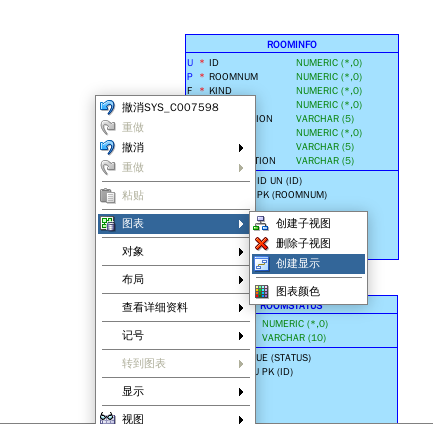 ROOMINFO
U * ID NUMERIC (*,0)
P * ROOMNUM NUMERIC (*,0)
F * KIND NUMERIC (*,0)
NUMERIC (*,0)
ION VARCHAR (5)
NUMERIC (*,0)
VARCHAR (5)
TION VARCHAR (5)
ID UN (ID)
PK (ROOMNUM)
撤消SYS_C007598
重做
撤消
重做
粘贴
图表
对象
布局
查看详细资料
记号
转到图表
显示
视图
创建子视图
删除子视图
创建显示
图表颜色
ROOMSTATUS
NUMERIC (*,0)
VARCHAR (10)
UE (STATUS)
PK (ID)